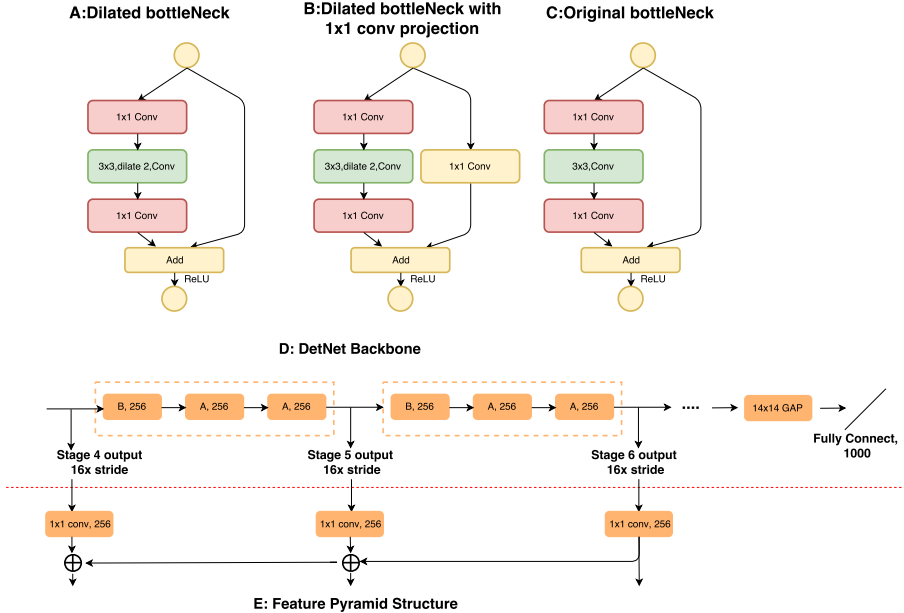 A:Dilated bottleNeck
B:Dilated bottleNeck with
1x1 conv projection
C:Original bottleNeck
1x1 Conv
3x3,dilate 2,Conv
1x1 Conv
Add
ReLU
1x1 Conv
3x3,dilate 2,Conv
1x1 Conv
1x1 Conv
Add
ReLU
1x1 Conv
3x3,Conv
1x1 Conv
Add
ReLU
D: DetNet Backbone
B, 256
A, 256
A, 256
B, 256
A, 256
A, 256
....
14x14 GAP
Fully Connect,
1000
Stage 4 output
16x stride
Stage 5 output
16x stride
Stage 6 output
16x stride
1x1 conv, 256
1x1 conv, 256
1x1 conv, 256
E: Feature Pyramid Structure